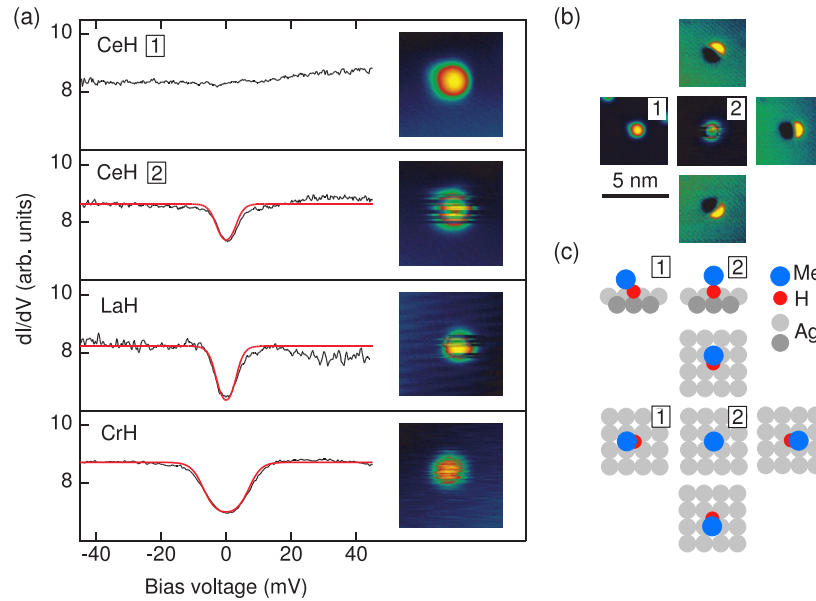 (a)
dI/dV (arb. units)
10
8
CeH 1
10
8
CeH 2
8
LaH
10
8
CrH
-40 -20 0 20 40
Bias voltage (mV)
(b)
1
2
5 nm
(c)
1
2
Me
H
Ag
1
2